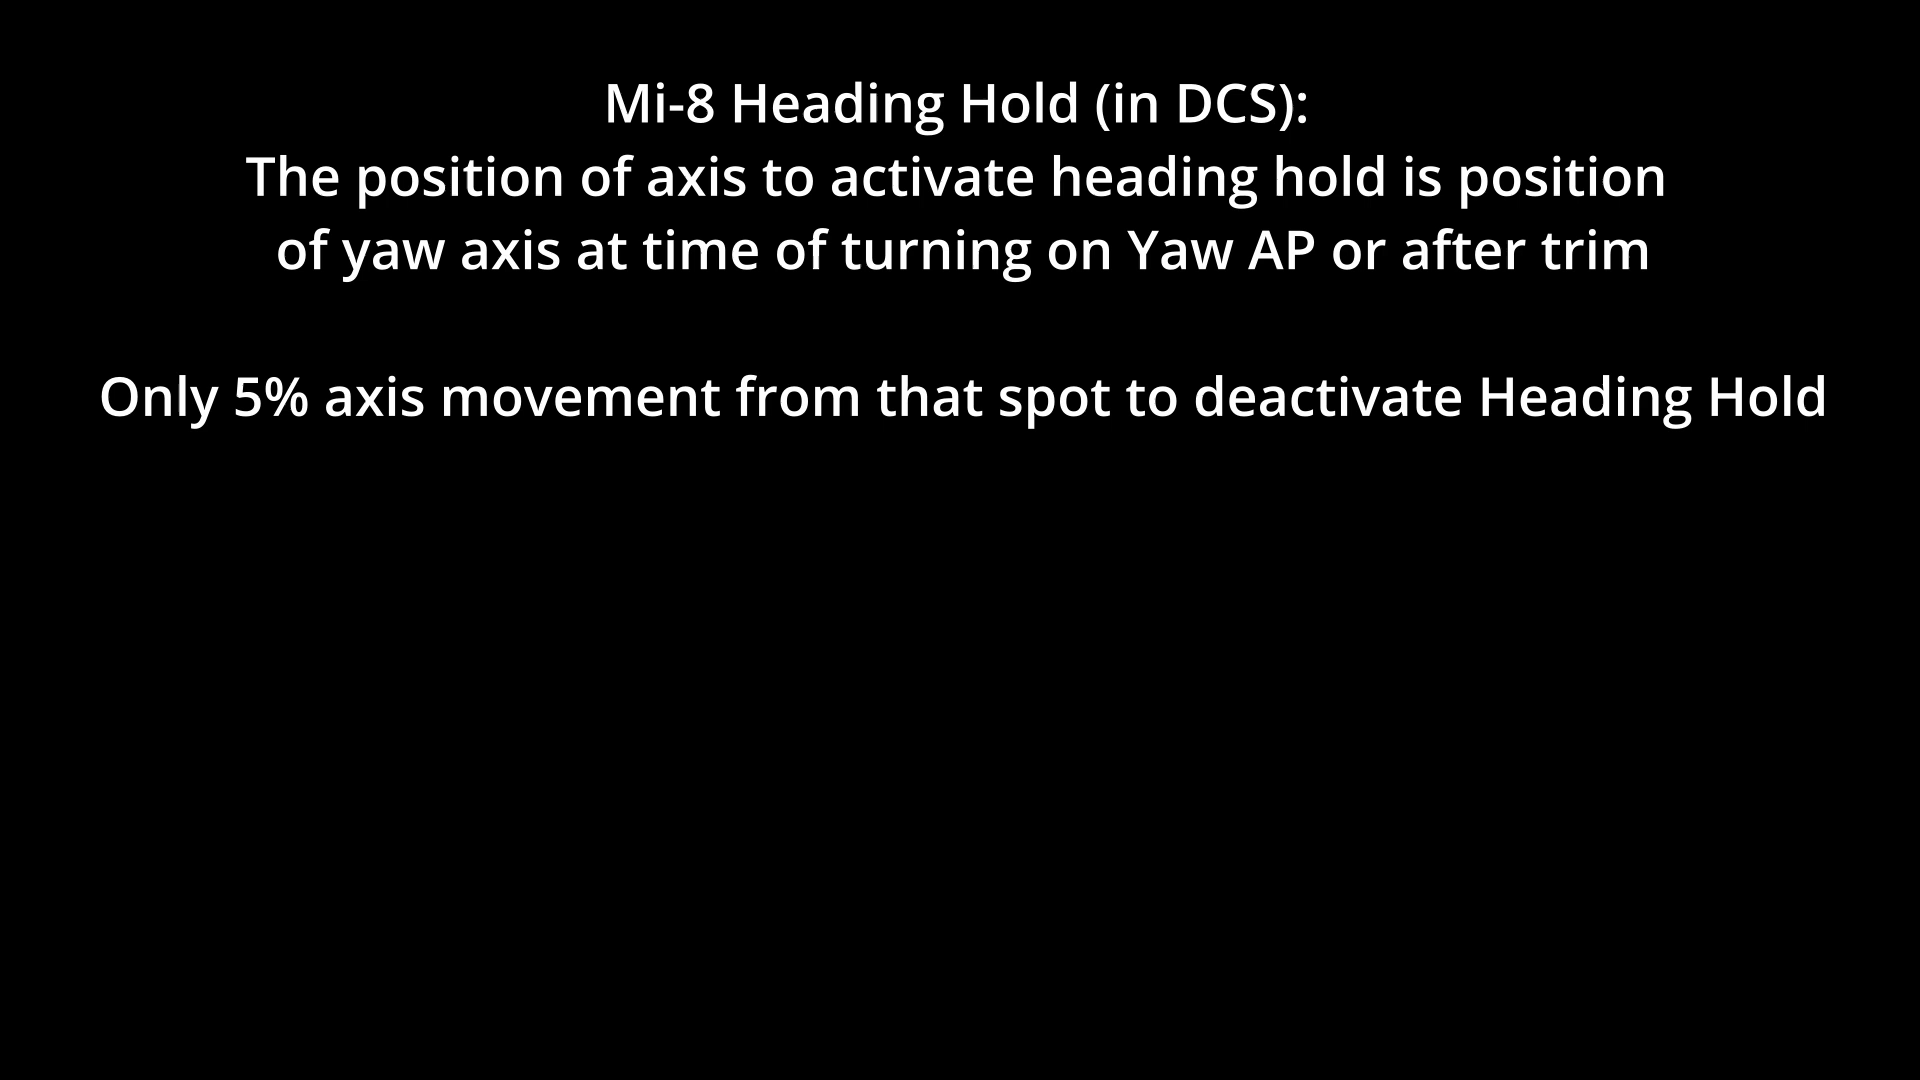 Mi-8 Heading Hold (in DCS):
The position of axis to activate heading hold is position
of yaw axis at time of turning on Yaw AP or after trim
Only 5% axis movement from that spot to deactivate Heading Hold